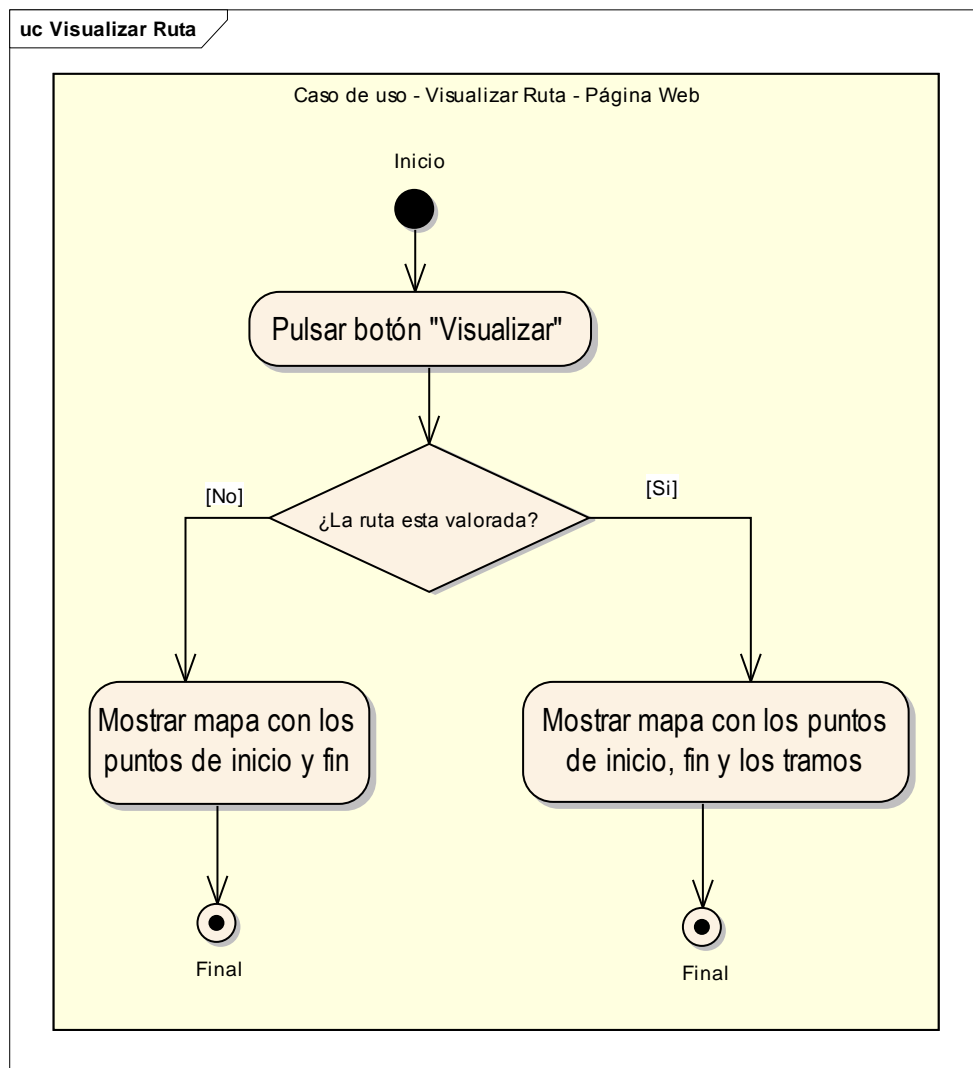 uc Visualizar Ruta
Caso de uso - Visualizar Ruta - Página Web
Inicio
Pulsar botón "Visualizar"
¿La ruta esta valorada?
[No]
[Si]
Mostrar mapa con los
puntos de inicio y fin
Mostrar mapa con los puntos
de inicio, fin y los tramos
Final
Final